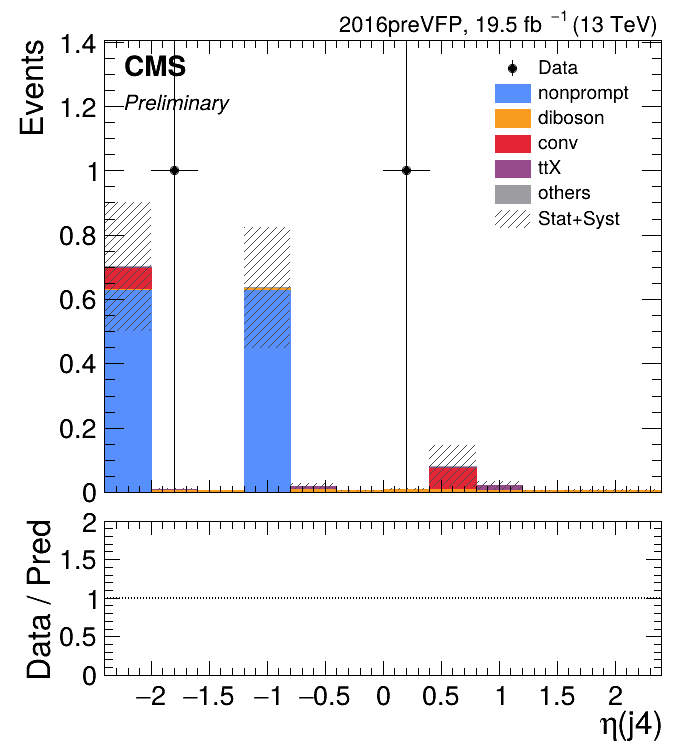 2016preVFP, 19.5 fb⁻¹ (13 TeV)
Events
CMS
Preliminary
Data
nonprompt
diboson
conv
ttX
others
Stat+Syst
1.4
1.2
1
0.8
0.6
0.4
0.2
0
Data / Pred
2
1.5
1
0.5
0
−2 −1.5 −1 −0.5 0 0.5 1 1.5 2
η(j4)